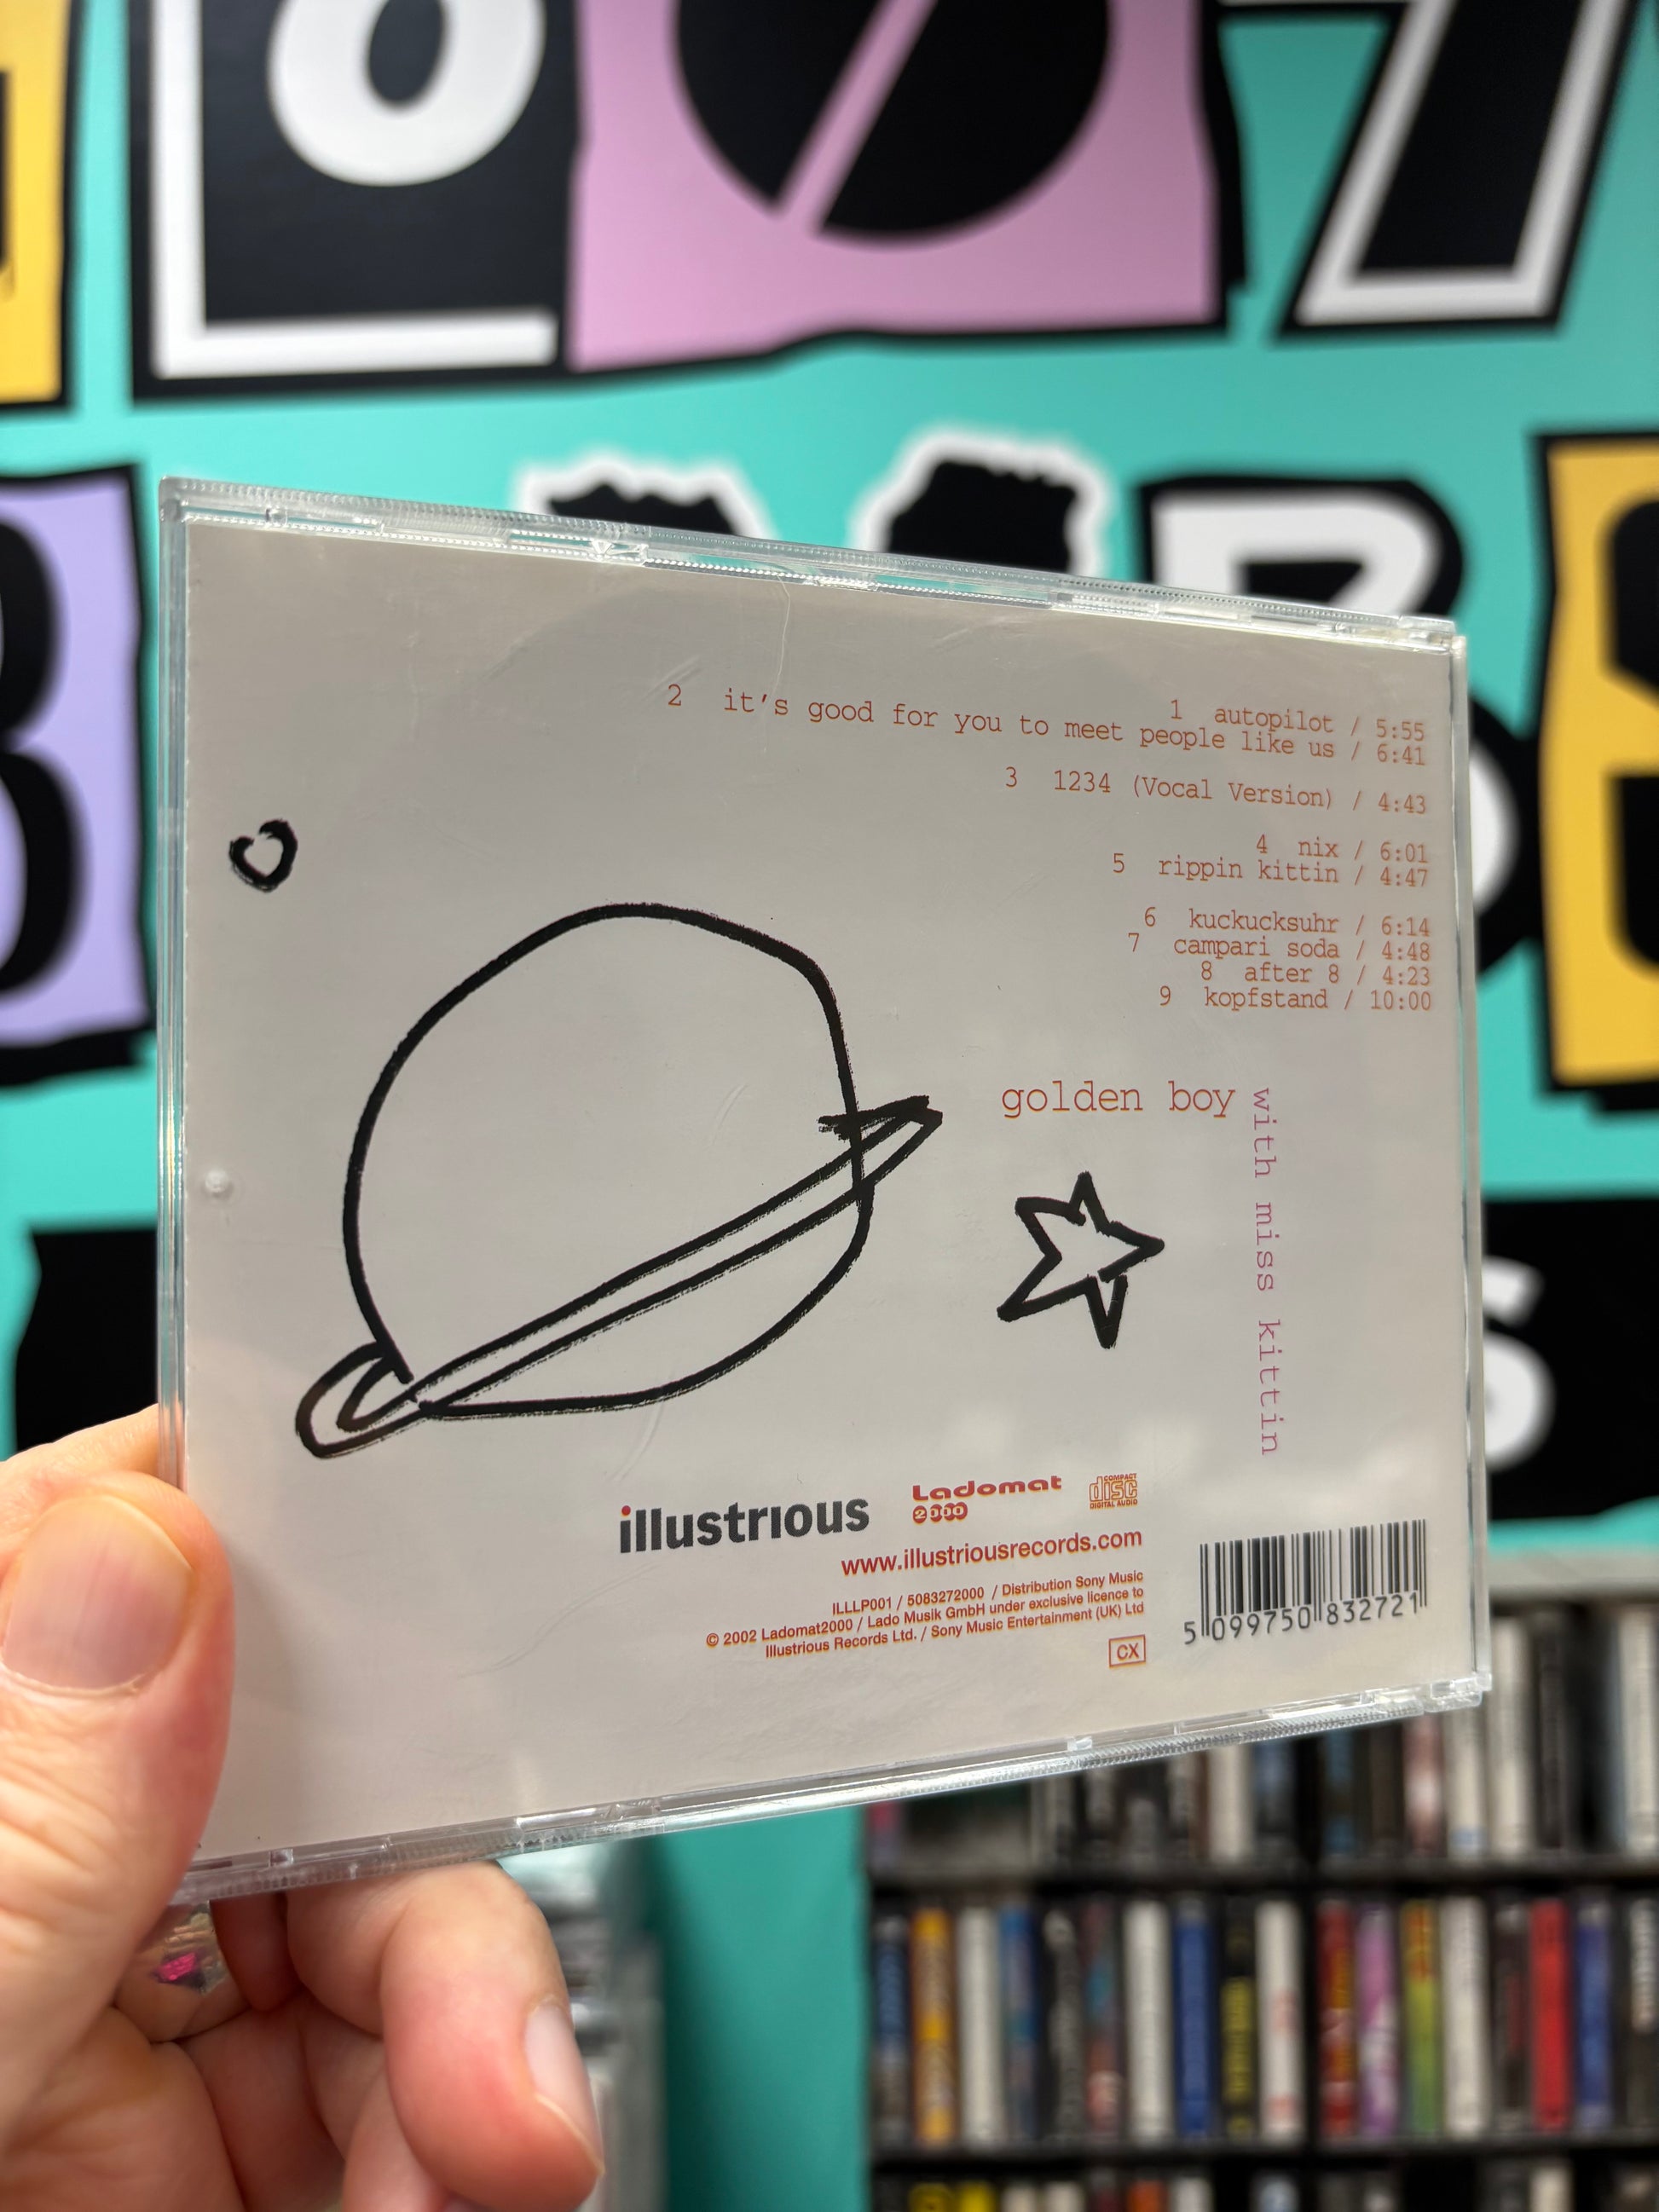 1 autopilot / 5:55
2 it's good for you to meet people like us / 6:41
3 1234 (Vocal Version) / 4:43
4 nix / 6:01
5 rippin kittin / 4:47
6 kuckucksuhr / 6:14
7 campari soda / 4:48
8 after 8 / 4:23
9 kopfstand / 10:00
golden boy
with miss kittin
illustrious
Ladomat
2000
COMPACT
disc
DIGITAL AUDIO
www.illustriousrecords.com
ILLLP001 / 5083272000 / Distribution Sony Music
© 2002 Ladomat2000 / Lado Musik GmbH under exclusive licence to
Illustrious Records Ltd. / Sony Music Entertainment (UK) Ltd
CX
5 099750 832721